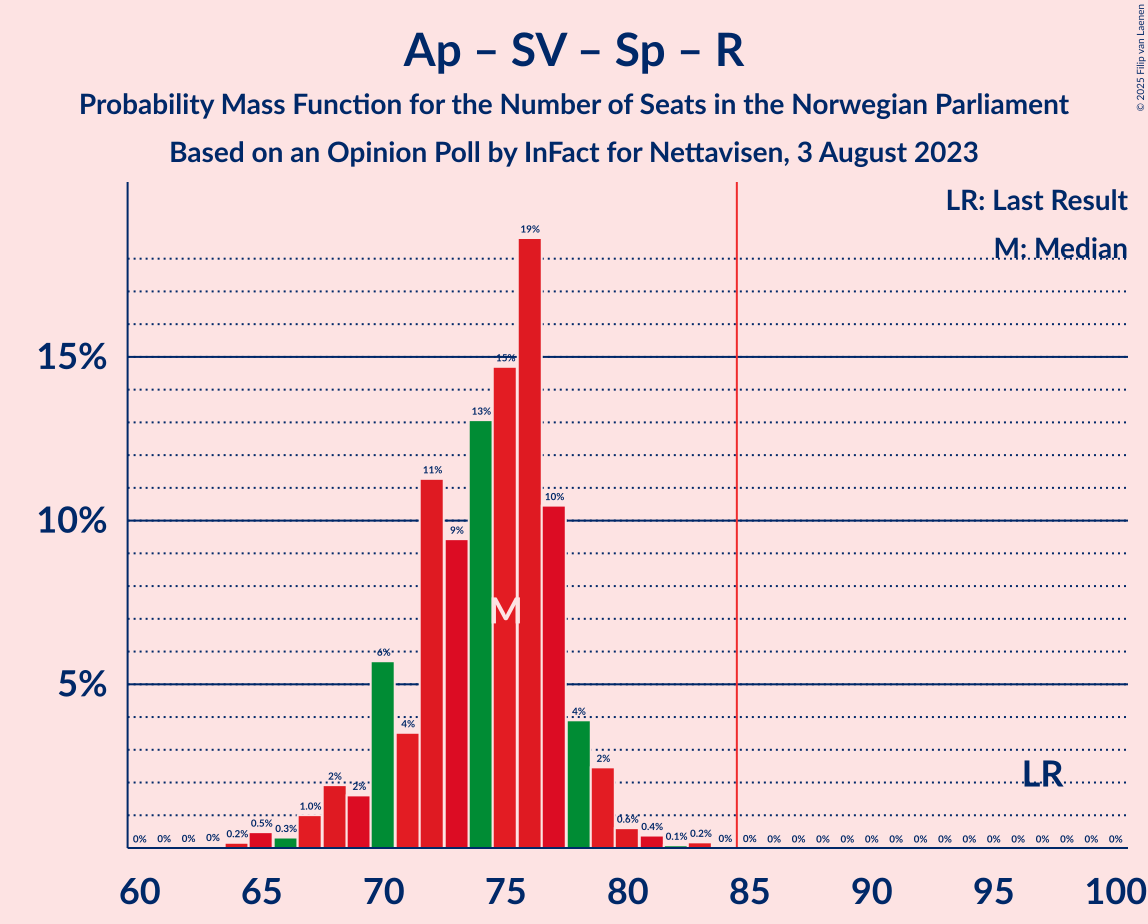 Ap – SV – Sp – R
Probability Mass Function for the Number of Seats in the Norwegian Parliament
Based on an Opinion Poll by InFact for Nettavisen, 3 August 2023
© 2025 Filip van Laenen
LR: Last Result
M: Median
15%
10%
5%
0% 0% 0% 0% 0.2% 0.5% 0.3% 1.0% 2% 2% 6% 4% 11% 9% 13% 15% 19% 10% 4% 2% 0.6% 0.4% 0.1% 0.2% 0% 0% 0% 0% 0% 0% 0% 0% 0% 0% 0% 0% 0% 0% 0% 0% 0%
M
LR
60 65 70 75 80 85 90 95 100